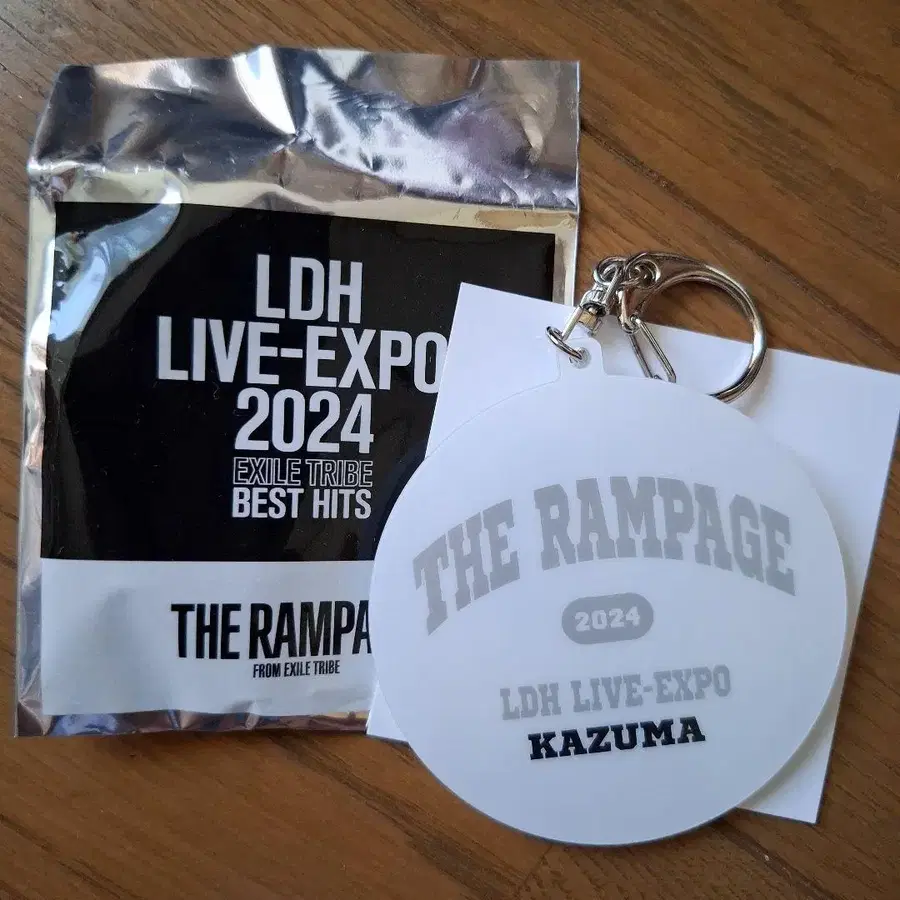 LDH
LIVE-EXPO
2024
EXILE TRIBE
BEST HITS
THE RAMPA
FROM EXILE TRIBE
THE RAMPAGE
2024
LDH LIVE-EXPO
KAZUMA